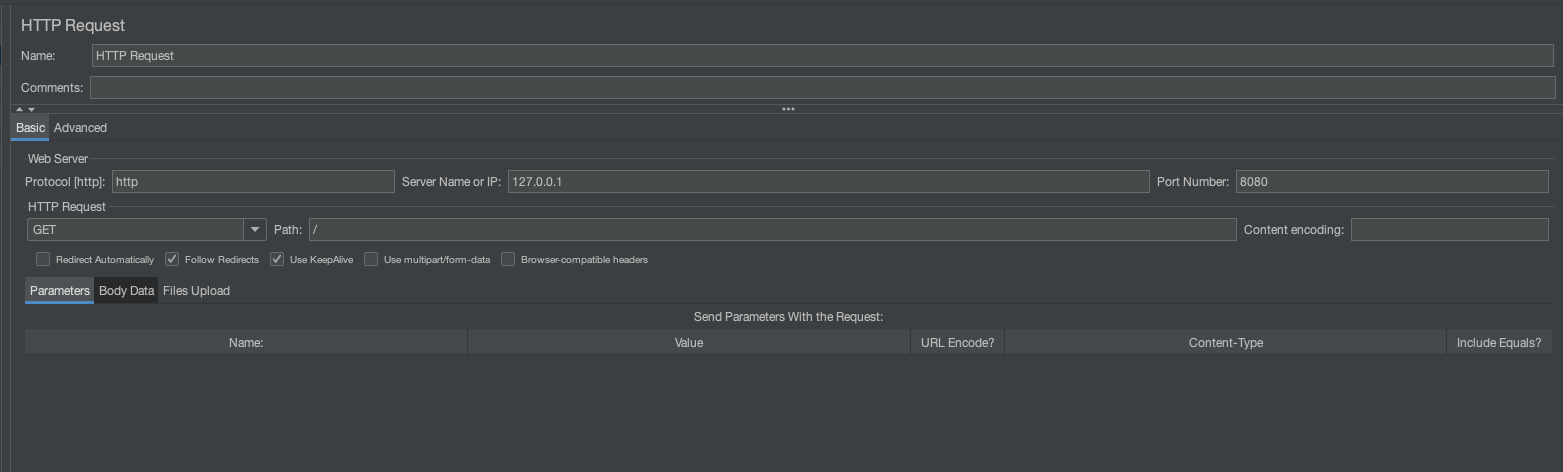 HTTP Request
Name: HTTP Request
Comments:
Basic Advanced
Web Server
Protocol [http]: http Server Name or IP: 127.0.0.1 Port Number: 8080
HTTP Request
GET Path: / Content encoding:
Redirect Automatically Follow Redirects Use KeepAlive Use multipart/form-data Browser-compatible headers
Parameters Body Data Files Upload
Send Parameters With the Request:
Name: Value URL Encode? Content-Type Include Equals?